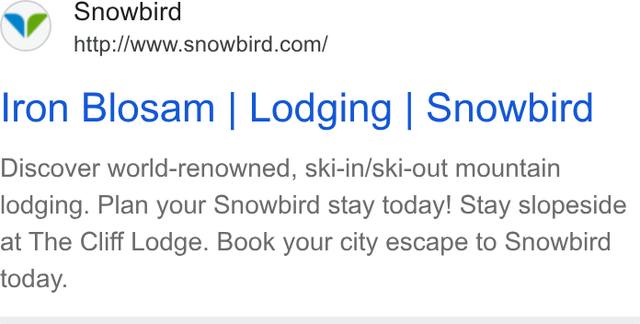 Snowbird
http://www.snowbird.com/
Iron Blosam | Lodging | Snowbird
Discover world-renowned, ski-in/ski-out mountain
lodging. Plan your Snowbird stay today! Stay slopeside
at The Cliff Lodge. Book your city escape to Snowbird
today.